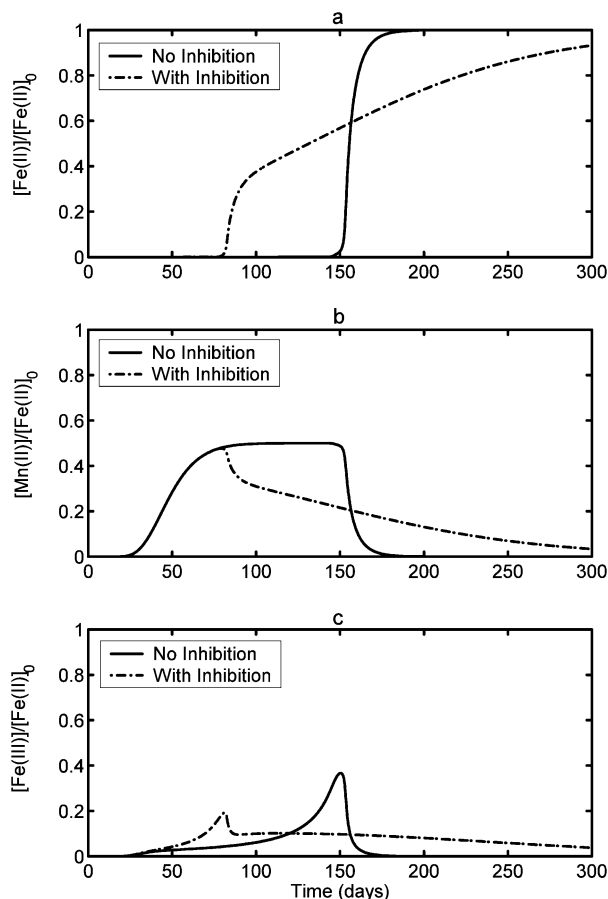 a
[Fe(II)]/[Fe(II)]0
1
0.8
0.6
0.4
0.2
0
No Inhibition
With Inhibition
0 50 100 150 200 250 300
b
[Mn(II)]/[Fe(II)]0
1
0.8
0.6
0.4
0.2
0
No Inhibition
With Inhibition
0 50 100 150 200 250 300
c
[Fe(III)]/[Fe(II)]0
1
0.8
0.6
0.4
0.2
0
No Inhibition
With Inhibition
0 50 100 150 200 250 300
Time (days)